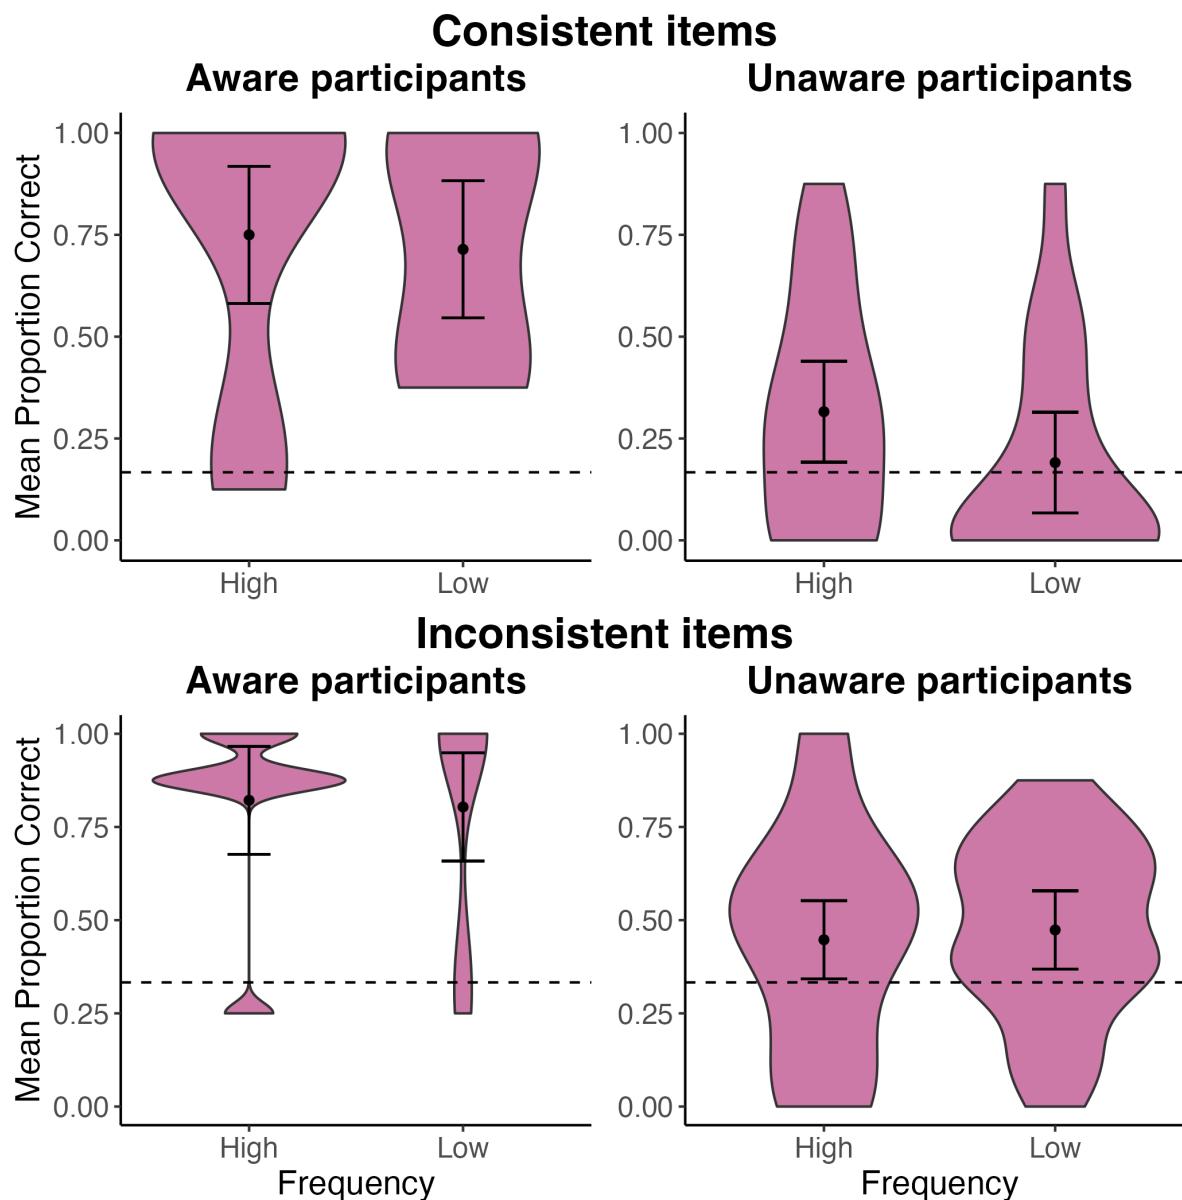 Consistent items
Aware participants
Unaware participants
Mean Proportion Correct
1.00
0.75
0.50
0.25
0.00
High
Low
1.00
0.75
0.50
0.25
0.00
High
Low
Inconsistent items
Aware participants
Unaware participants
Mean Proportion Correct
1.00
0.75
0.50
0.25
0.00
High
Low
Frequency
1.00
0.75
0.50
0.25
0.00
High
Low
Frequency